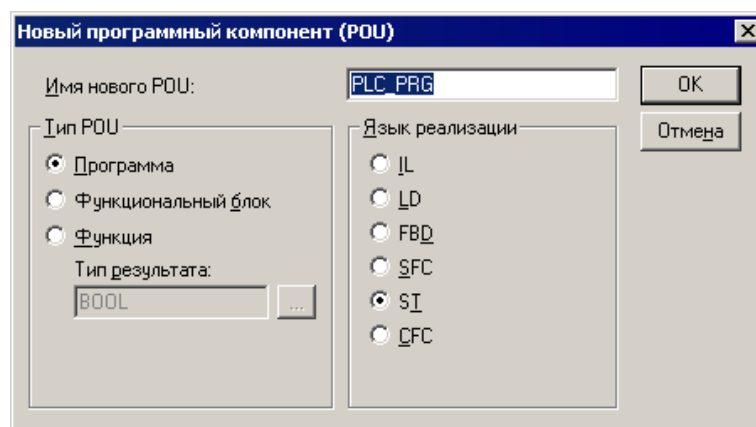 Новый программный компонент (POU)
Имя нового POU:
PLC_PRG
OK
Отмена
Тип POU
Программа
Функциональный блок
Функция
Тип результата:
BOOL
...
Язык реализации
IL
LD
FBD
SFC
ST
CFC